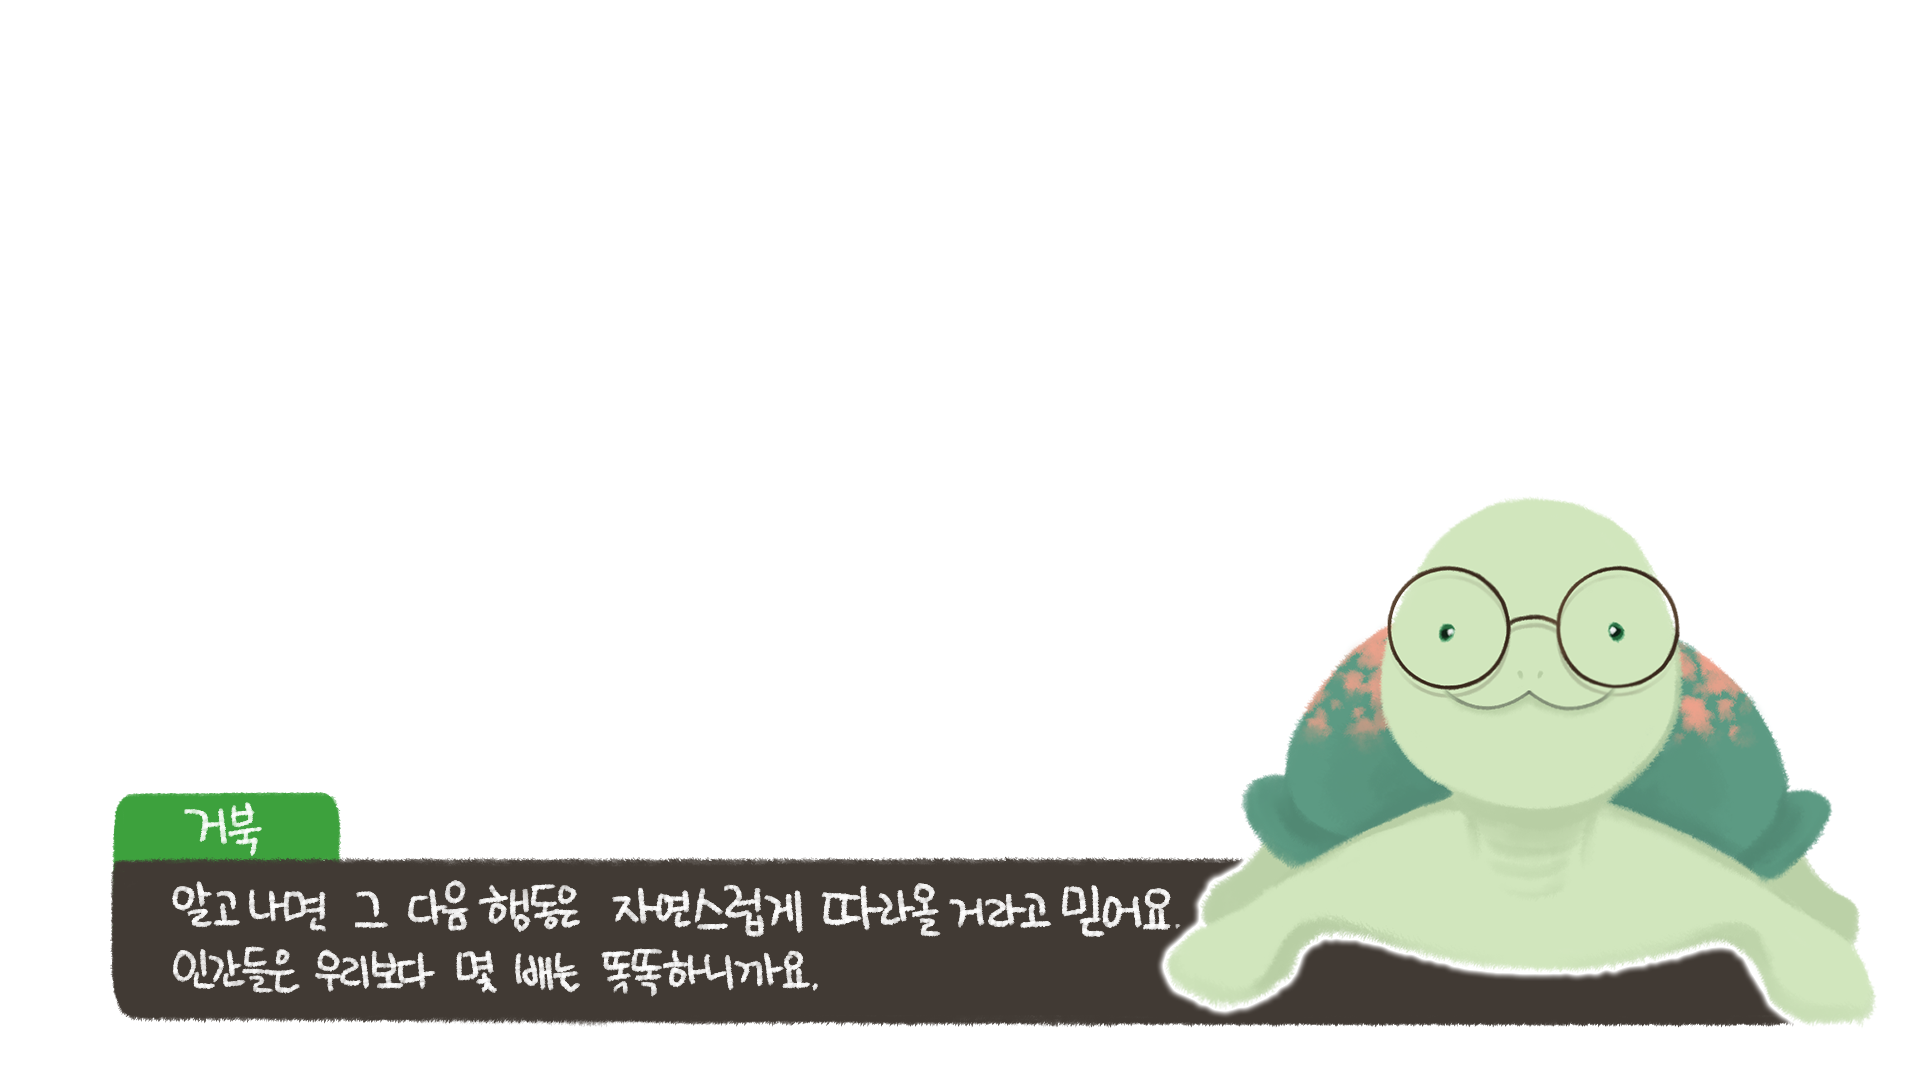 거북
알고나면 그 다음 행동은 자연스럽게 따라올 거라고 믿어요.
인간들은 우리보다 몇 배는 똑똑하니까요.